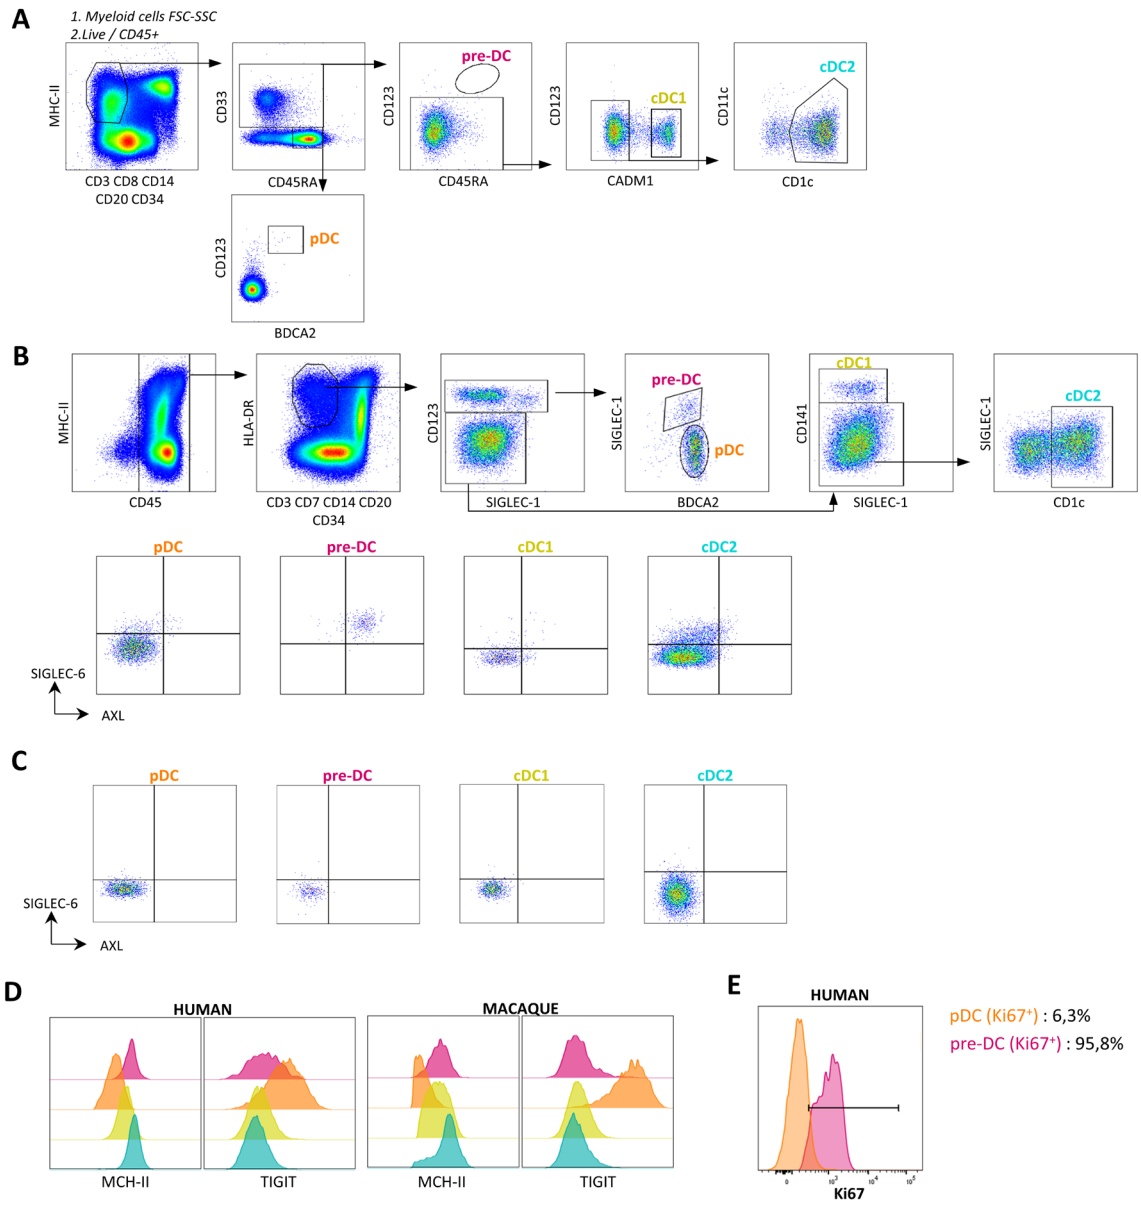 A
1. Myeloid cells FSC-SSC
2.Live / CD45+
MHC-II
CD3 CD8 CD14
CD20 CD34
CD33
CD45RA
pre-DC
CD123
CD45RA
cDC1
CD123
CADM1
cDC2
CD11c
CD1c
pDC
CD123
BDCA2
B
MHC-II
CD45
HLA-DR
CD3 CD7 CD14 CD20
CD34
CD123
SIGLEC-1
pre-DC
pDC
SIGLEC-1
BDCA2
cDC1
CD141
SIGLEC-1
cDC2
SIGLEC-1
CD1c
pDC
pre-DC
cDC1
cDC2
SIGLEC-6
AXL
C
pDC
pre-DC
cDC1
cDC2
SIGLEC-6
AXL
D
HUMAN
MACAQUE
MCH-II
TIGIT
MCH-II
TIGIT
E
HUMAN
pDC (Ki67+) : 6,3%
pre-DC (Ki67+) : 95,8%
0
10³
10⁴
10⁵
Ki67